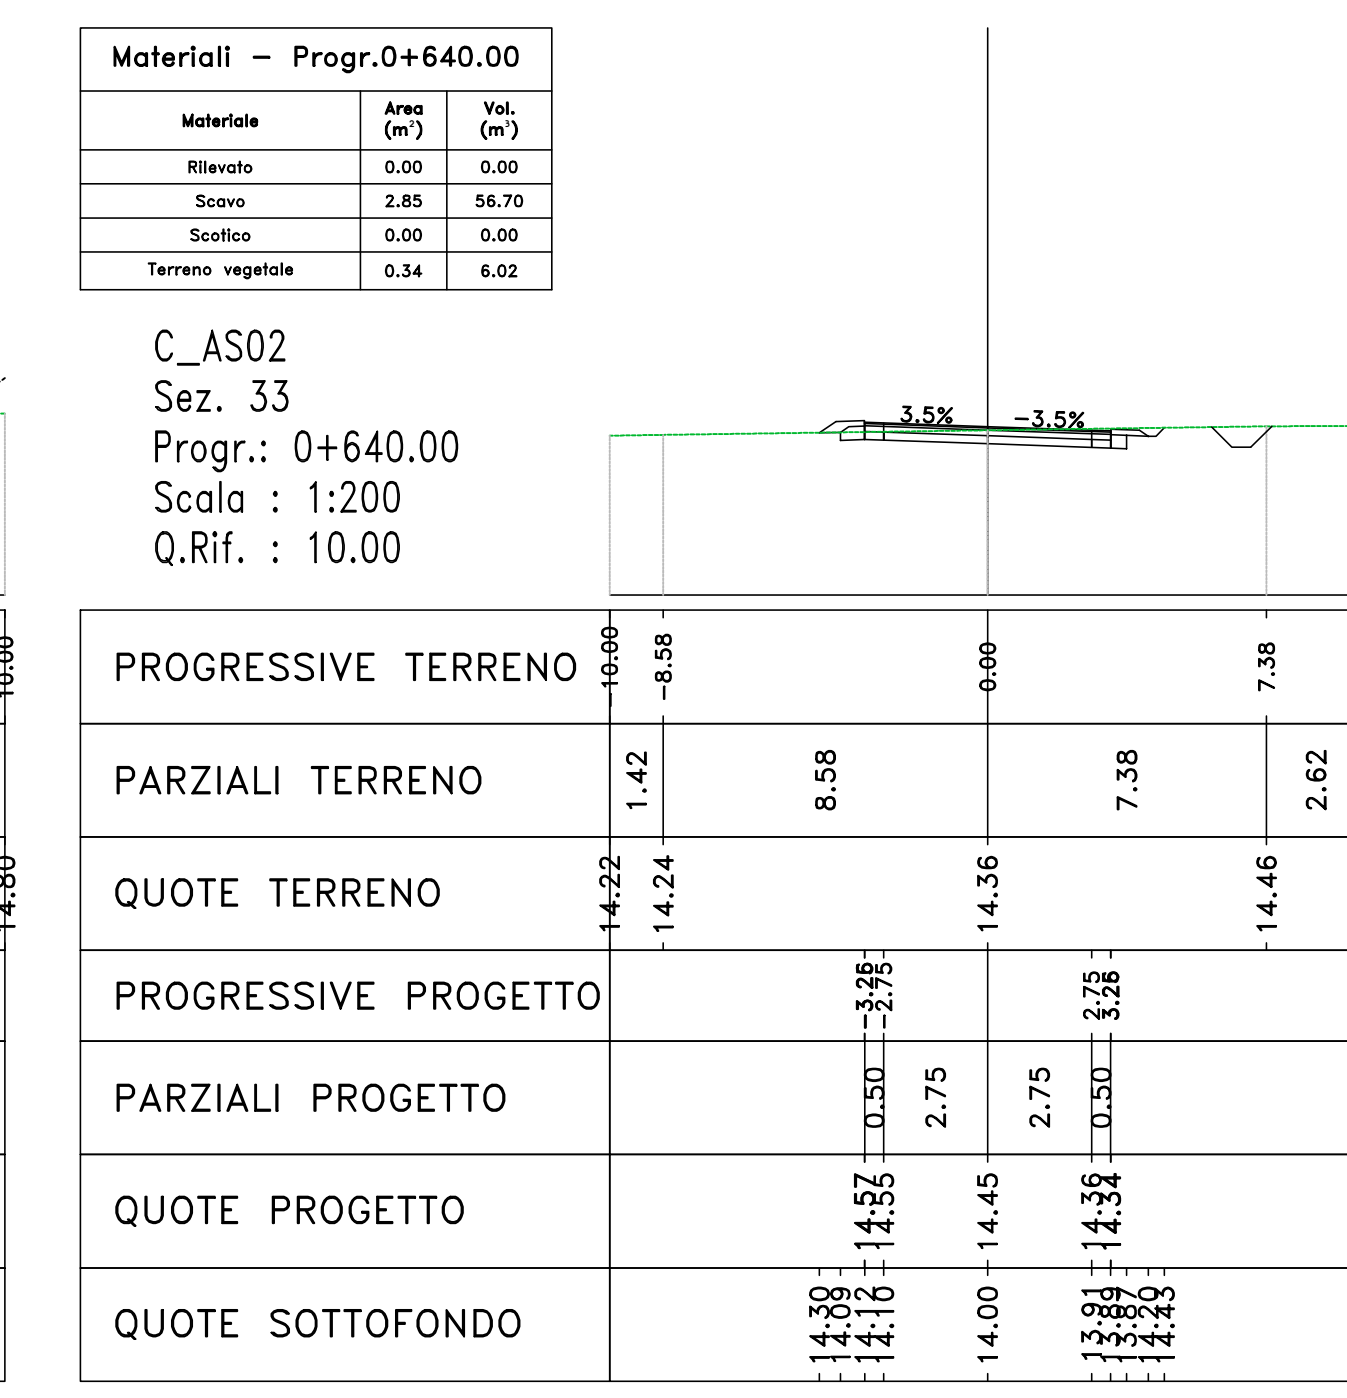 Materiali – Progr.0+640.00
Materiale Area (m²) Vol. (m³)
Rilevato 0.00 0.00
Scavo 2.85 56.70
Scotico 0.00 0.00
Terreno vegetale 0.34 6.02
C_AS02
Sez. 33
Progr.: 0+640.00
Scala : 1:200
Q.Rif. : 10.00
3.5% -3.5%
PROGRESSIVE TERRENO -10.00 -8.58 0.00 7.38
PARZIALI TERRENO 1.42 8.58 7.38 2.62
QUOTE TERRENO 14.22 14.24 14.36 14.46
PROGRESSIVE PROGETTO -2.75 2.75
PARZIALI PROGETTO 0.50 2.75 2.75 0.50
QUOTE PROGETTO 14.57 14.55 14.45 14.36 14.34
QUOTE SOTTOFONDO 14.30 14.09 14.12 14.10 14.00 13.91 13.89 13.87 14.20 14.43